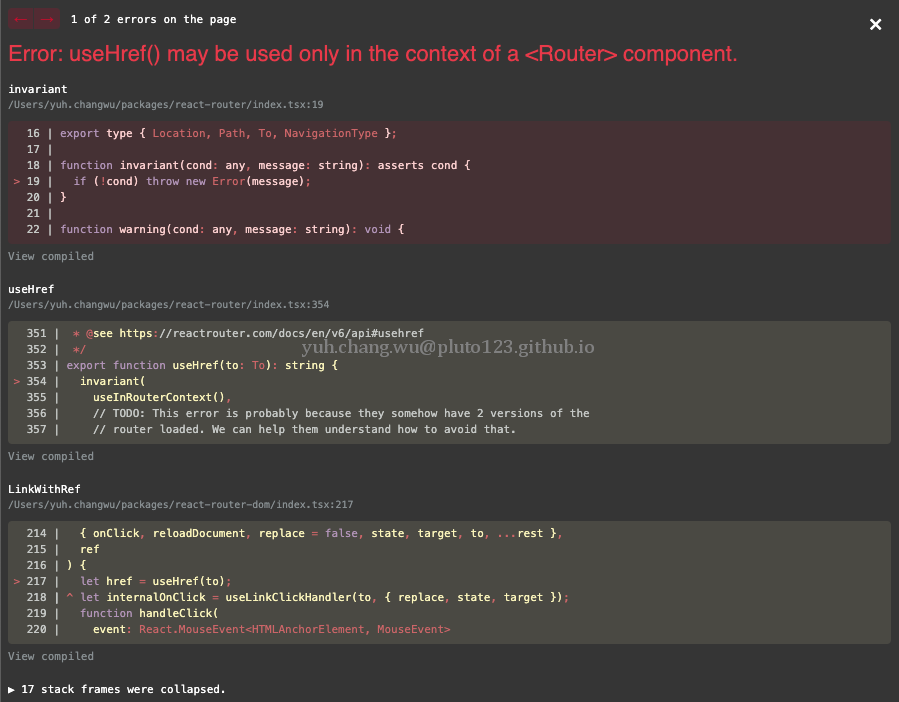 ← → 1 of 2 errors on the page ×
Error: useHref() may be used only in the context of a <Router> component.
invariant
/Users/yuh.changwu/packages/react-router/index.tsx:19
16 | export type { Location, Path, To, NavigationType };
17 |
18 | function invariant(cond: any, message: string): asserts cond {
> 19 |   if (!cond) throw new Error(message);
20 | }
21 |
22 | function warning(cond: any, message: string): void {
View compiled
useHref
/Users/yuh.changwu/packages/react-router/index.tsx:354
351 |  * @see https://reactrouter.com/docs/en/v6/api#usehref
352 |  */
yuh.chang.wu@pluto123.github.io
353 | export function useHref(to: To): string {
> 354 |   invariant(
355 |     useInRouterContext(),
356 |     // TODO: This error is probably because they somehow have 2 versions of the
357 |     // router loaded. We can help them understand how to avoid that.
View compiled
LinkWithRef
/Users/yuh.changwu/packages/react-router-dom/index.tsx:217
214 |   { onClick, reloadDocument, replace = false, state, target, to, ...rest },
215 |   ref
216 | ) {
> 217 |   let href = useHref(to);
218 | ^ let internalOnClick = useLinkClickHandler(to, { replace, state, target });
219 |   function handleClick(
220 |     event: React.MouseEvent<HTMLAnchorElement, MouseEvent>
View compiled
▶ 17 stack frames were collapsed.